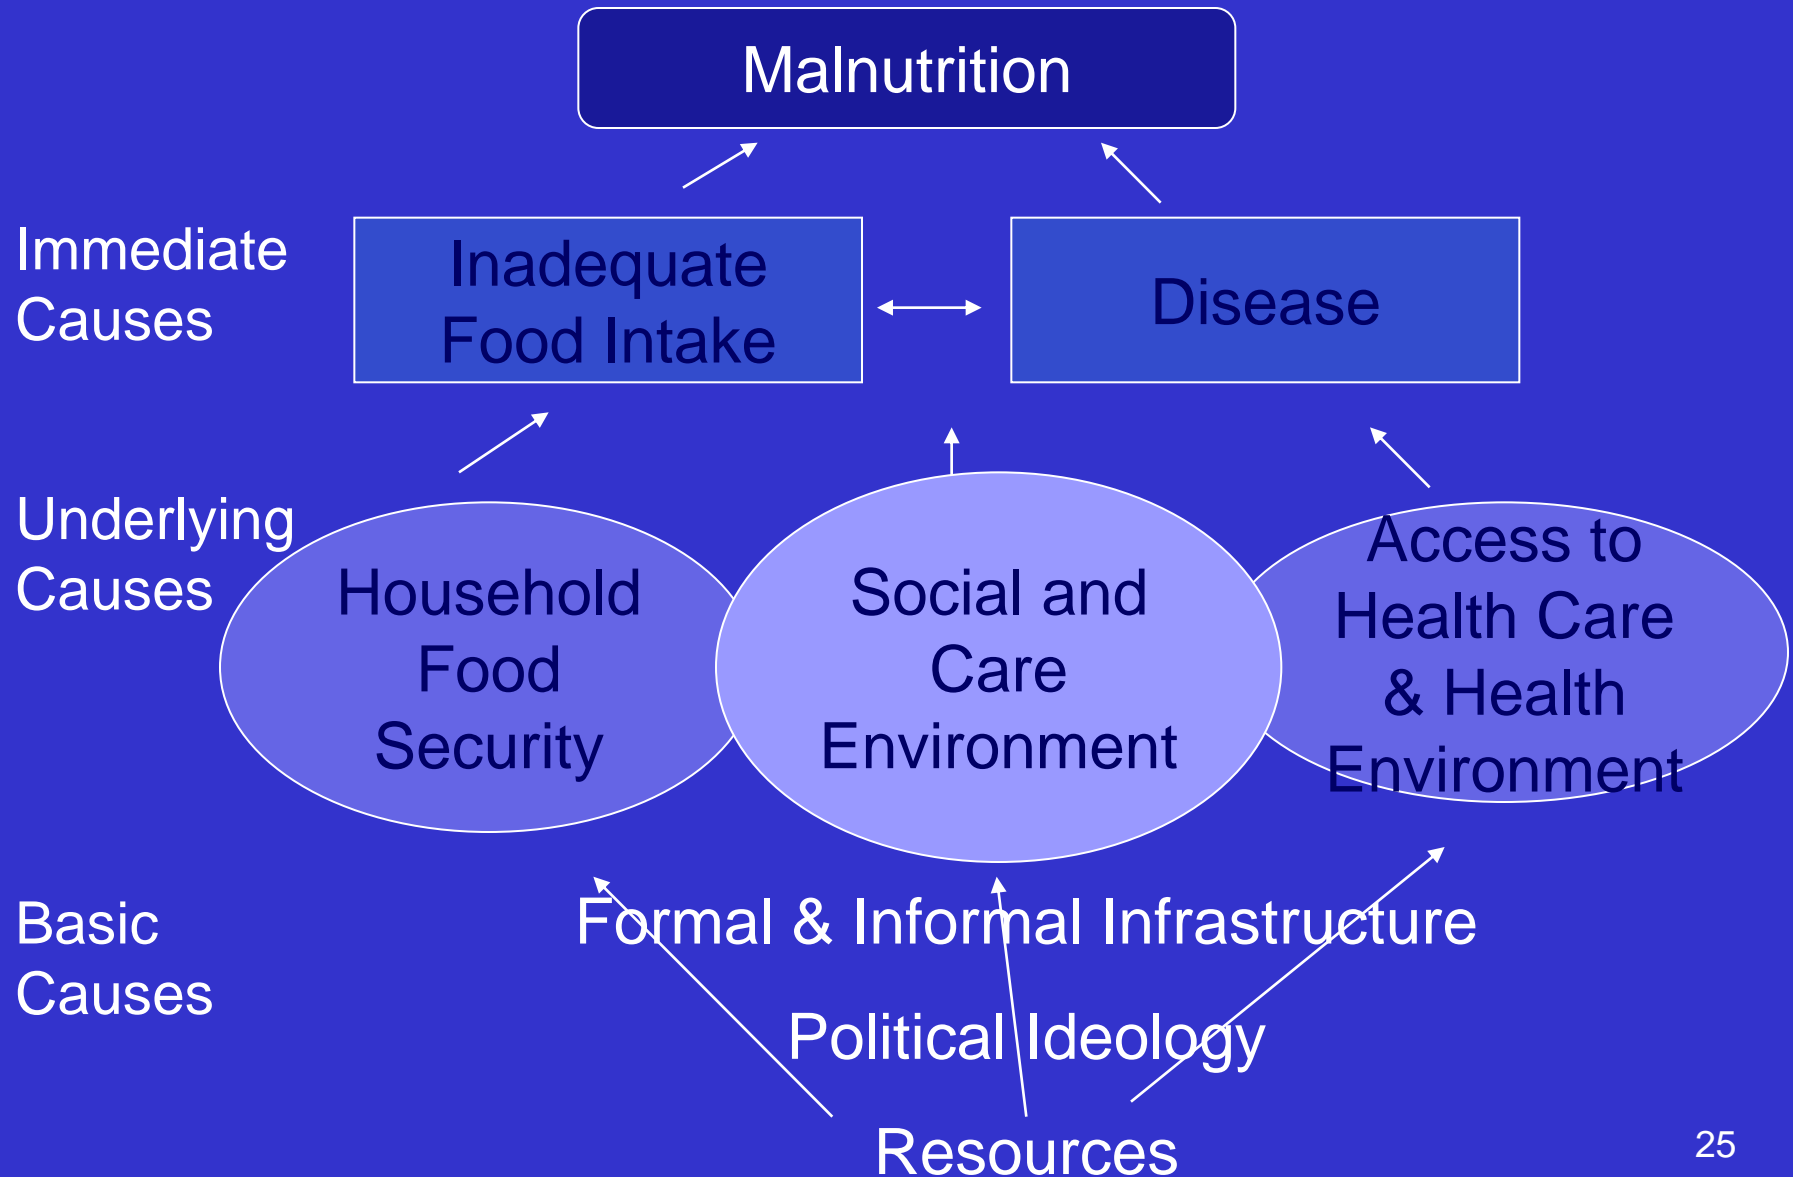 Malnutrition
Immediate
Causes
Inadequate
Food Intake
Disease
Underlying
Causes
Household
Food
Security
Social and
Care
Environment
Access to
Health Care
& Health
Environment
Basic
Causes
Formal & Informal Infrastructure
Political Ideology
Resources
25